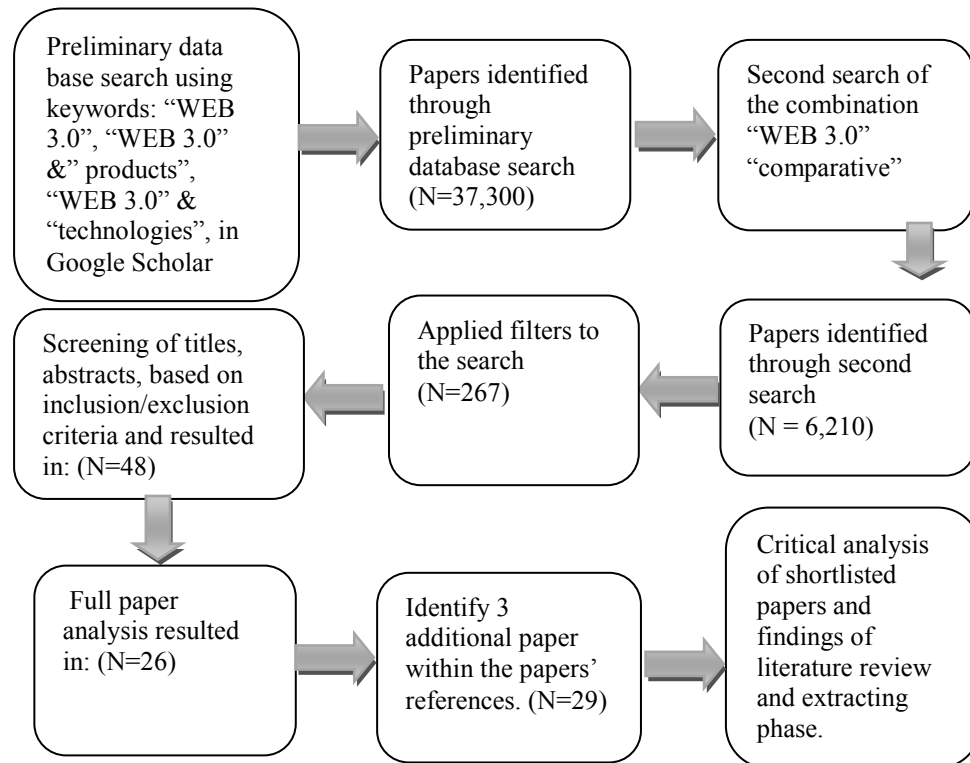 Preliminary data
base search using
keywords: “WEB
3.0”, “WEB 3.0”
&” products”,
“WEB 3.0” &
“technologies”, in
Google Scholar
Papers identified
through
preliminary
database search
(N=37,300)
Second search of
the combination
“WEB 3.0”
“comparative”
Papers identified
through second
search
(N = 6,210)
Applied filters to
the search
(N=267)
Screening of titles,
abstracts, based on
inclusion/exclusion
criteria and resulted
in: (N=48)
Full paper
analysis resulted
in: (N=26)
Identify 3
additional paper
within the papers’
references. (N=29)
Critical analysis
of shortlisted
papers and
findings of
literature review
and extracting
phase.